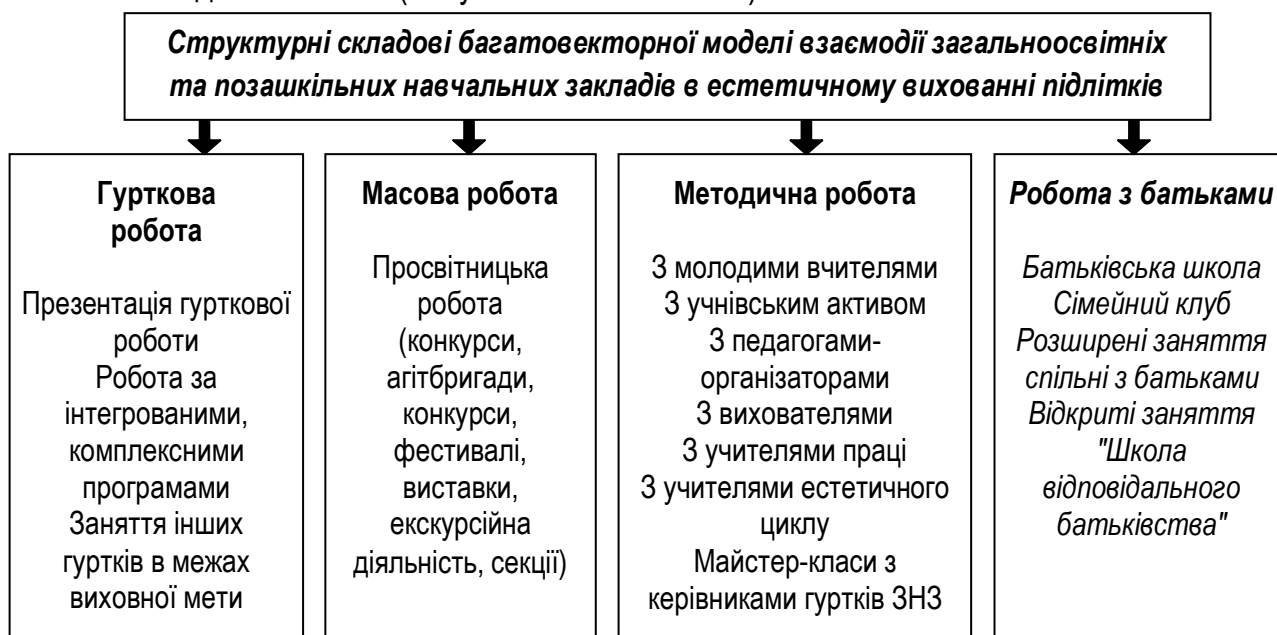 Структурні складові багатовекторної моделі взаємодії загальноосвітніх
та позашкільних навчальних закладів в естетичному вихованні підлітків
Гурткова
робота
Презентація гурткової
роботи
Робота за
інтегрованими,
комплексними
програмами
Заняття інших
гуртків в межах
виховної мети
Масова робота
Просвітницька
робота
(конкурси,
агітбригади,
конкурси,
фестивалі,
виставки,
екскурсійна
діяльність, секції)
Методична робота
З молодими вчителями
З учнівським активом
З педагогами-
організаторами
З вихователями
З учителями праці
З учителями естетичного
циклу
Майстер-класи з
керівниками гуртків ЗНЗ
Робота з батьками
Батьківська школа
Сімейний клуб
Розширені заняття
спільні з батьками
Відкриті заняття
"Школа
відповідального
батьківства"